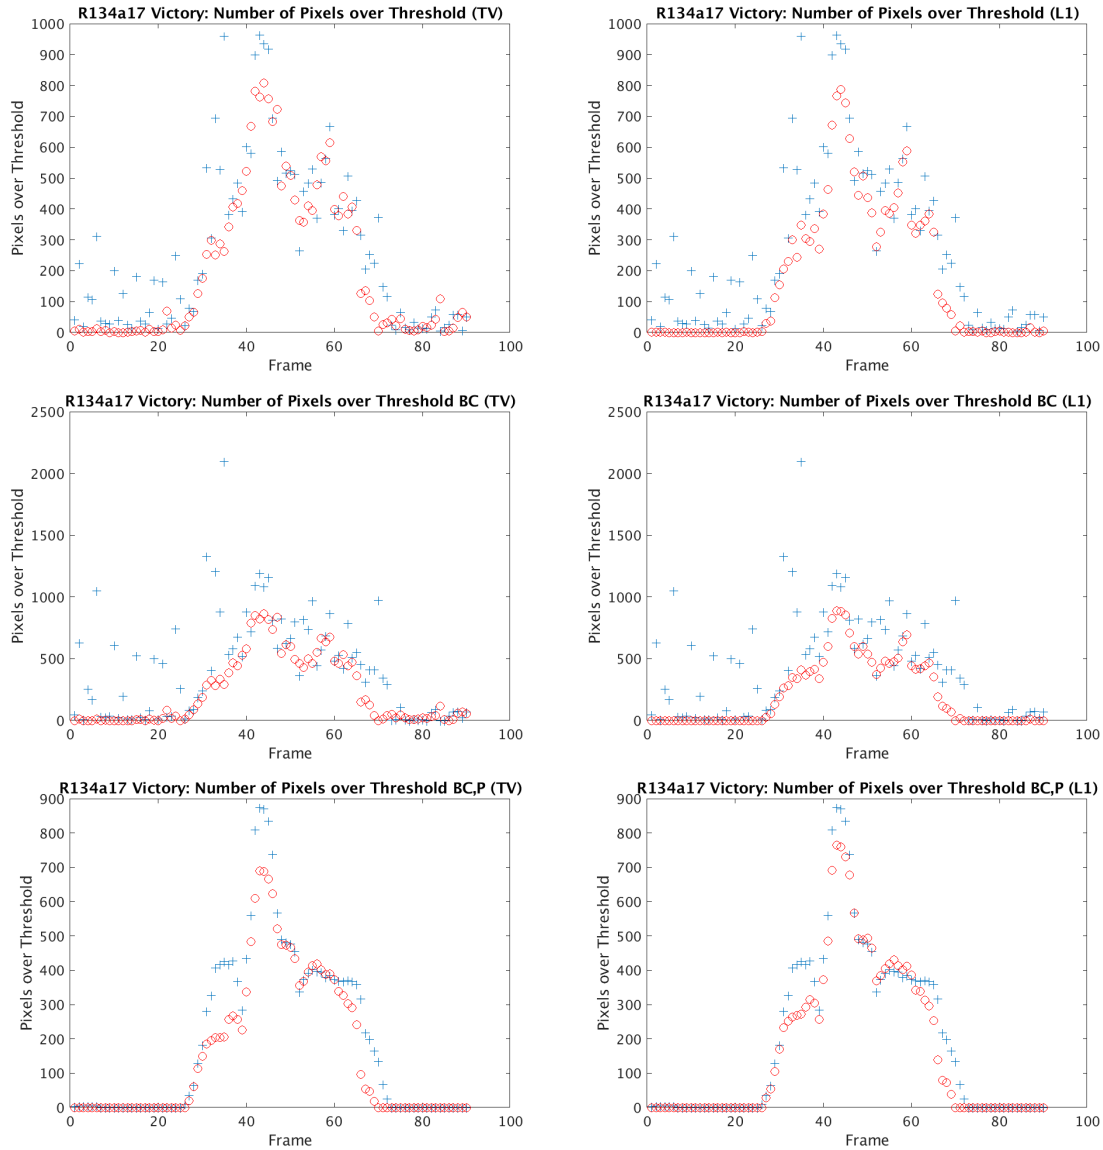 R134a17 Victory: Number of Pixels over Threshold (TV)
1000
900
800
700
600
500
400
300
200
100
0
Pixels over Threshold
0 20 40 60 80 100
Frame
R134a17 Victory: Number of Pixels over Threshold (L1)
1000
900
800
700
600
500
400
300
200
100
0
Pixels over Threshold
0 20 40 60 80 100
Frame
R134a17 Victory: Number of Pixels over Threshold BC (TV)
2500
2000
1500
1000
500
0
Pixels over Threshold
0 20 40 60 80 100
Frame
R134a17 Victory: Number of Pixels over Threshold BC (L1)
2500
2000
1500
1000
500
0
Pixels over Threshold
0 20 40 60 80 100
Frame
R134a17 Victory: Number of Pixels over Threshold BC,P (TV)
900
800
700
600
500
400
300
200
100
0
Pixels over Threshold
0 20 40 60 80 100
Frame
R134a17 Victory: Number of Pixels over Threshold BC,P (L1)
900
800
700
600
500
400
300
200
100
0
Pixels over Threshold
0 20 40 60 80 100
Frame